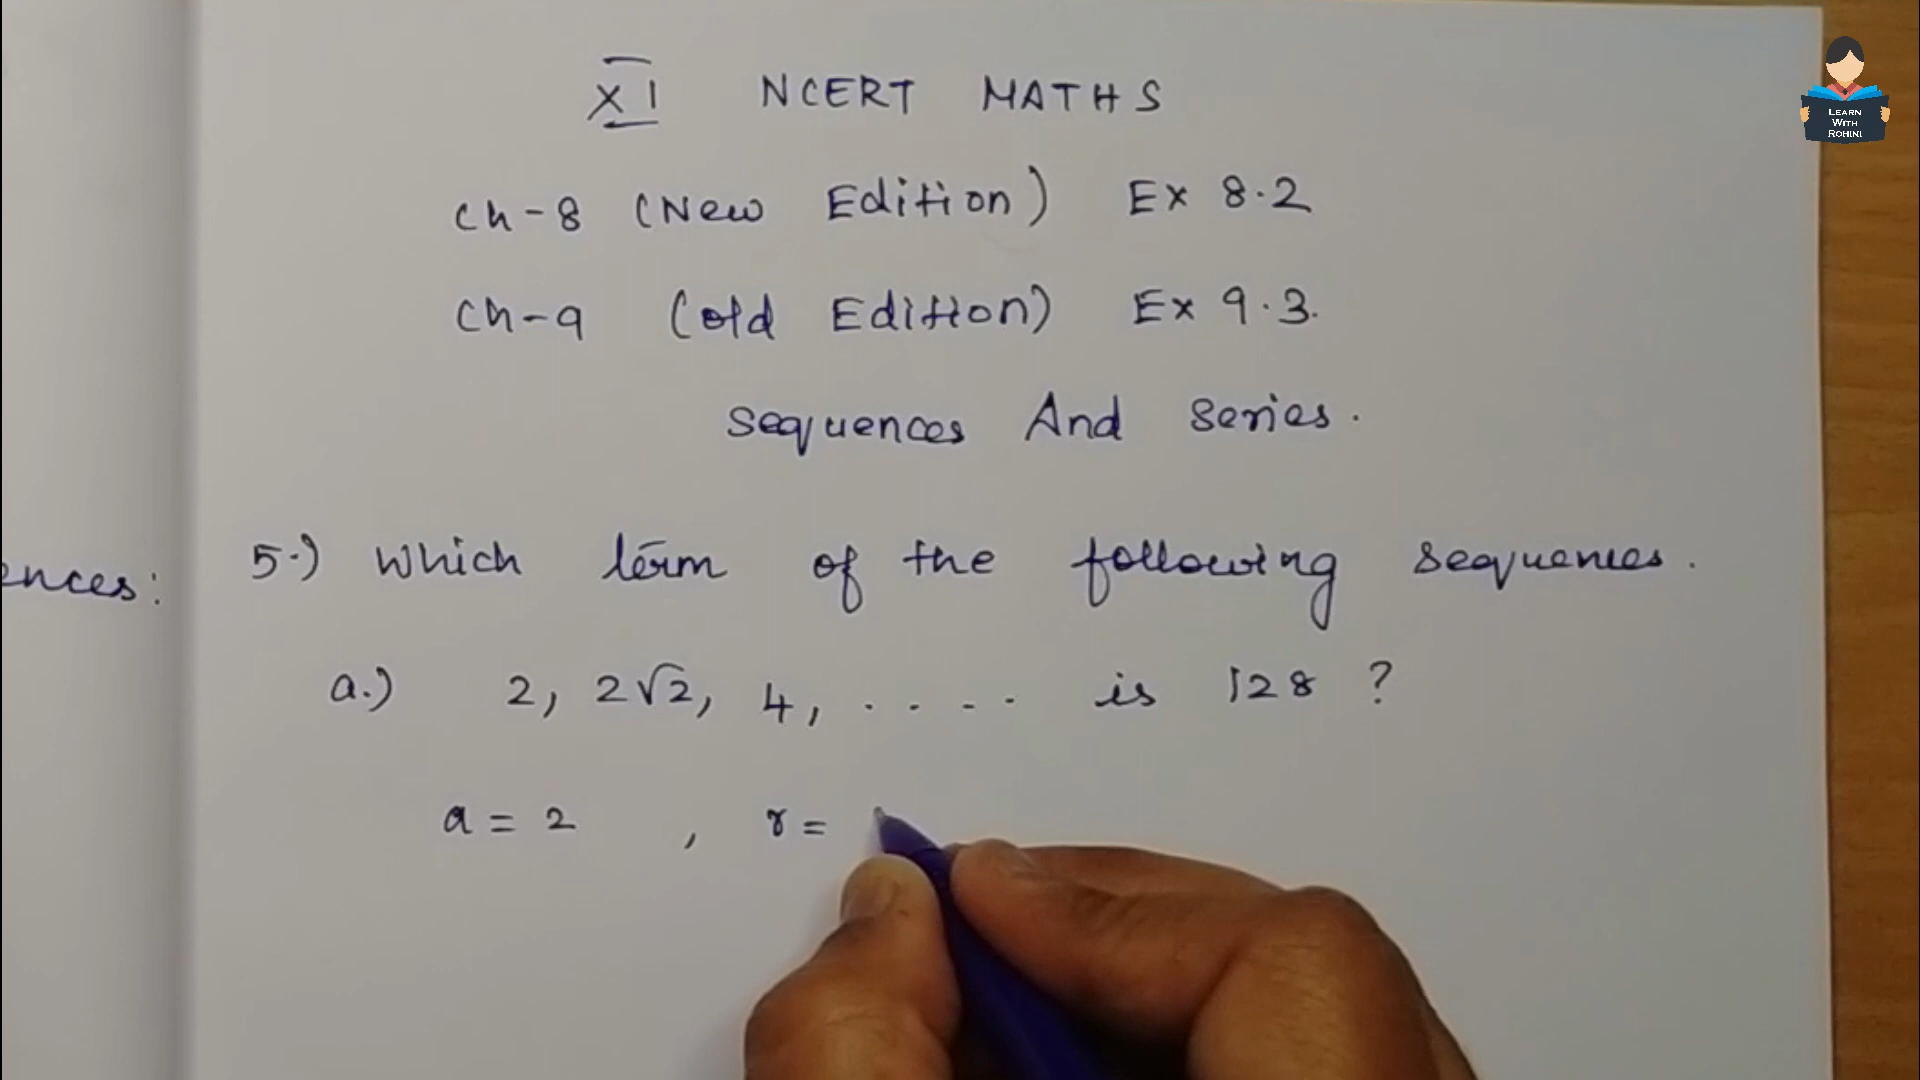 XI NCERT MATHS
LEARN
WITH
ROHINI
Ch-8 (New Edition) Ex 8.2
Ch-9 (Old Edition) Ex 9.3.
Sequences And Series.
ences:
5.) Which term of the following sequences.
a.) 2, 2√2, 4, .... is 128 ?
a = 2 , r =